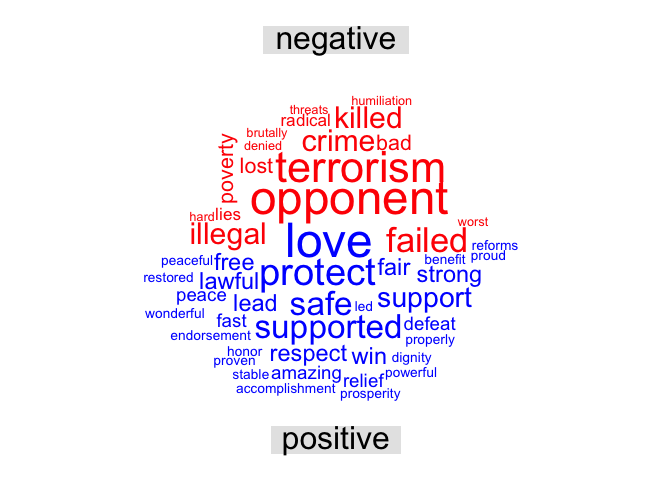 negative
humiliation
threats
radical killed
brutally
denied
crime bad
poverty
lost terrorism
opponent
hard lies
worst
illegal love failed
reforms
peaceful free
benefit proud
restored lawful protect fair strong
peace lead safe led support
wonderful
fast supported defeat
endorsement
properly
honor
proven
respect win dignity
stable amazing relief powerful
accomplishment prosperity
positive